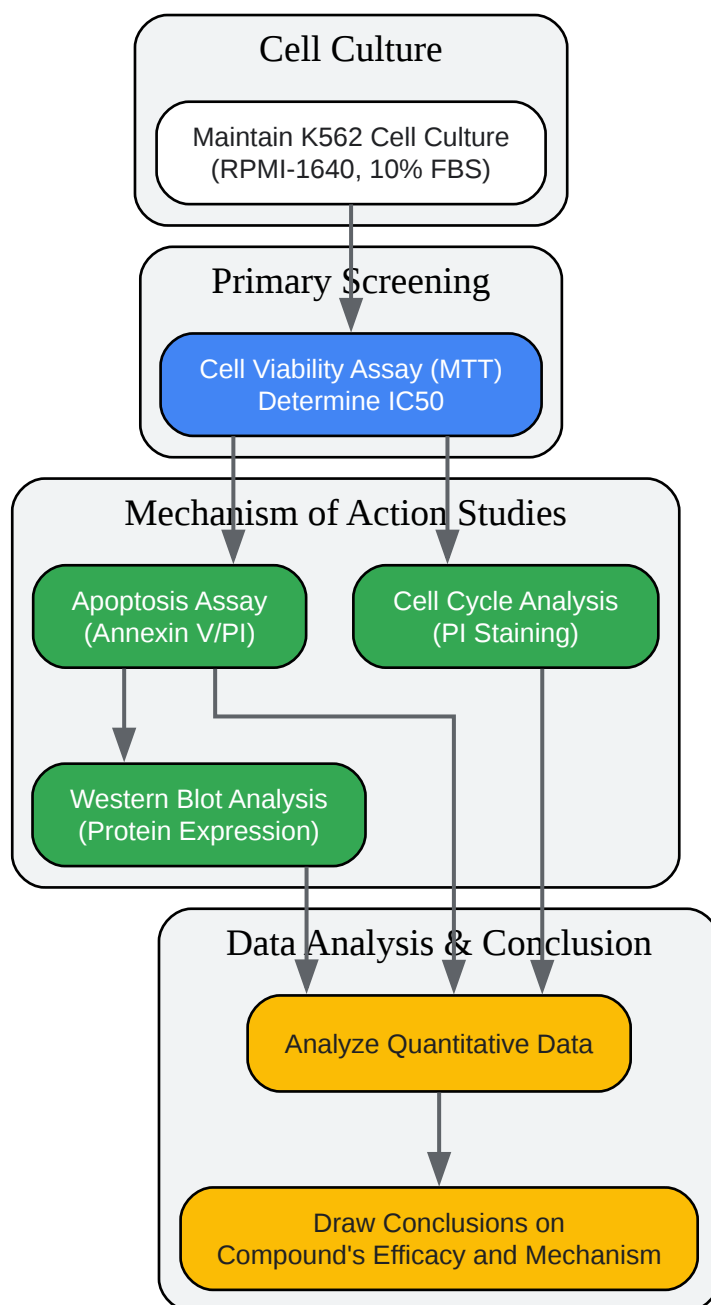 Cell Culture
Maintain K562 Cell Culture
(RPMI-1640, 10% FBS)
Primary Screening
Cell Viability Assay (MTT)
Determine IC50
Mechanism of Action Studies
Apoptosis Assay
(Annexin V/PI)
Cell Cycle Analysis
(PI Staining)
Western Blot Analysis
(Protein Expression)
Data Analysis & Conclusion
Analyze Quantitative Data
Draw Conclusions on
Compound's Efficacy and Mechanism